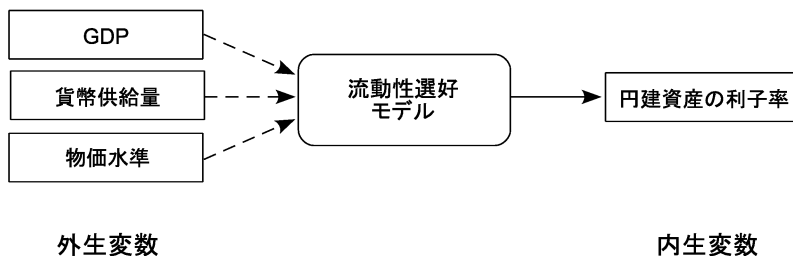 GDP
貨幣供給量
物価水準
流動性選好
モデル
円建資産の利子率
外生変数
内生変数